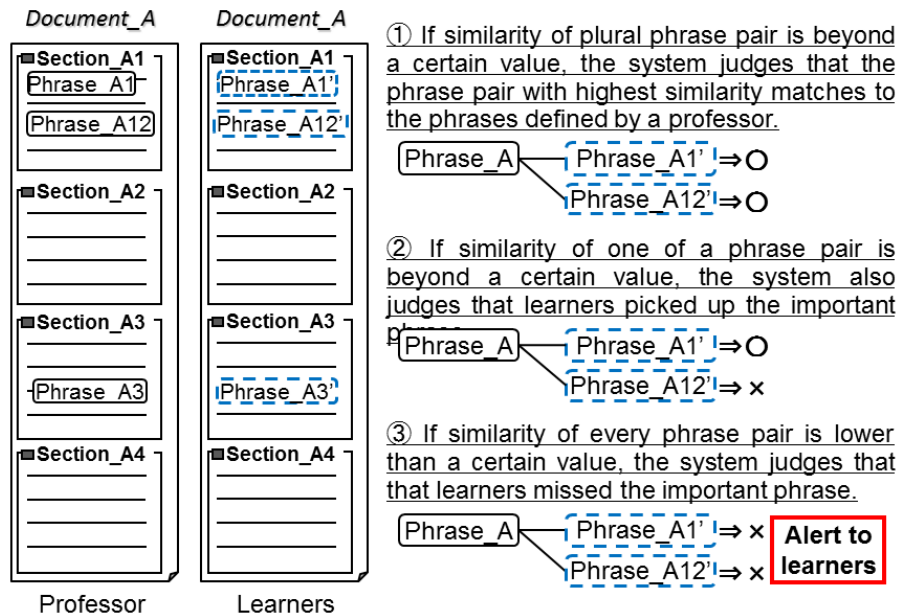 Document_A
Section_A1
Phrase_A1
Phrase_A12
Section_A2
Section_A3
Phrase_A3
Section_A4
Professor
Document_A
Section_A1
Phrase_A1’
Phrase_A12’
Section_A2
Section_A3
Phrase_A3’
Section_A4
Learners
① If similarity of plural phrase pair is beyond
a certain value, the system judges that the
phrase pair with highest similarity matches to
the phrases defined by a professor.
Phrase_A
Phrase_A1’ ⇒○
Phrase_A12’ ⇒○
② If similarity of one of a phrase pair is
beyond a certain value, the system also
judges that learners picked up the important
Phrase_A
Phrase_A1’ ⇒○
Phrase_A12’ ⇒×
③ If similarity of every phrase pair is lower
than a certain value, the system judges that
that learners missed the important phrase.
Phrase_A
Phrase_A1’ ⇒×
Phrase_A12’ ⇒×
Alert to
learners